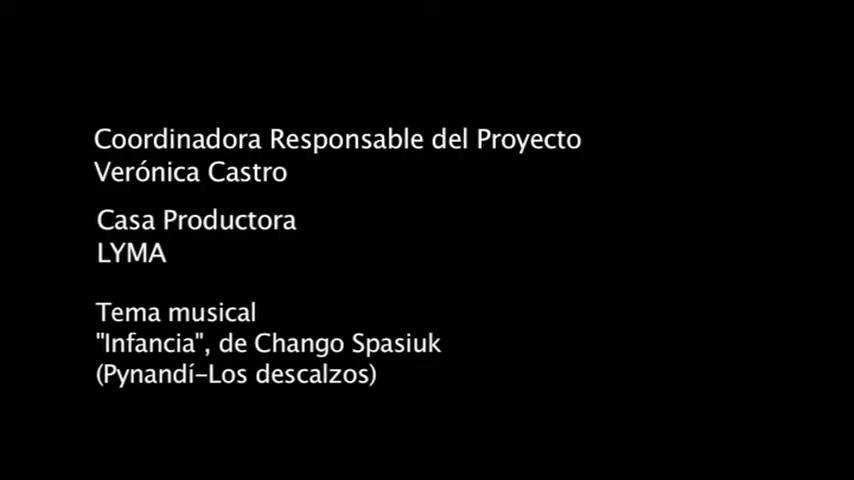 Coordinadora Responsable del Proyecto
Verónica Castro
Casa Productora
LYMA
Tema musical
"Infancia", de Chango Spasiuk
(Pynandí-Los descalzos)